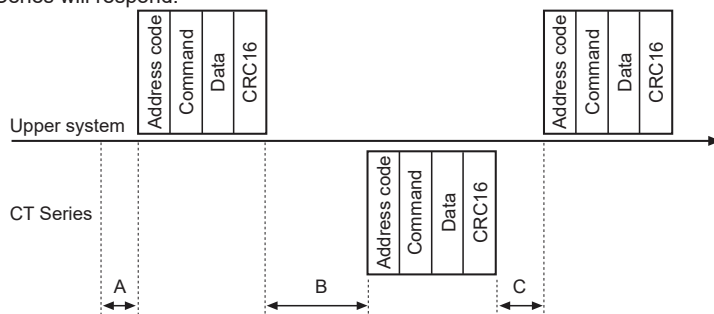 Series will respond.
Address code
Command
Data
CRC16
Address code
Command
Data
CRC16
Upper system
Address code
Command
Data
CRC16
CT Series
A
B
C